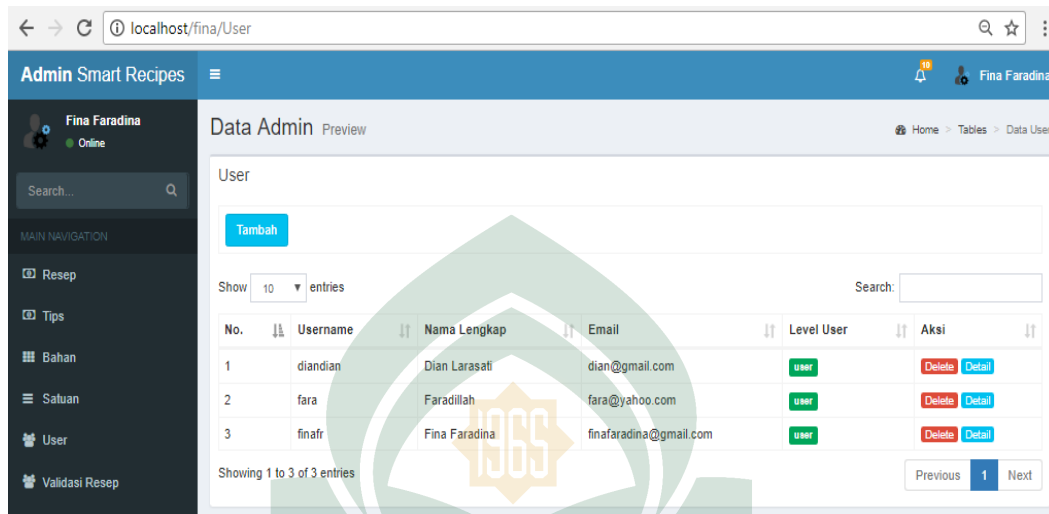 localhost/fina/User
Admin Smart Recipes
10
Fina Faradina
Fina Faradina
Online
Search...
MAIN NAVIGATION
Resep
Tips
Bahan
Satuan
User
Validasi Resep
Data Admin Preview
Home > Tables > Data User
User
Tambah
Show 10 entries
Search:
No. Username Nama Lengkap Email Level User Aksi
1 diandian Dian Larasati dian@gmail.com user Delete Detail
2 fara Faradillah fara@yahoo.com user Delete Detail
3 finafr Fina Faradina finafaradina@gmail.com user Delete Detail
1965
Showing 1 to 3 of 3 entries
Previous 1 Next